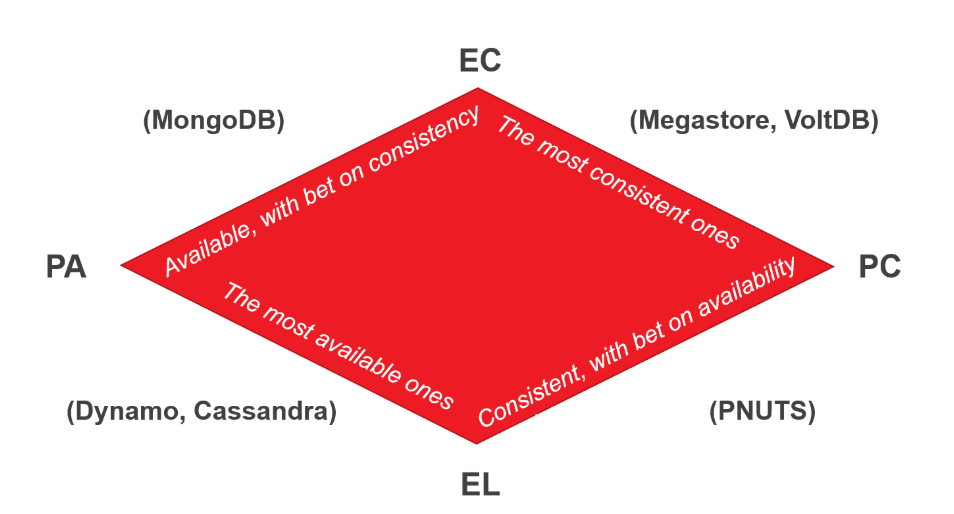 EC
(MongoDB)
(Megastore, VoltDB)
Available, with bet on consistency
The most consistent ones
PA
PC
The most available ones
Consistent, with bet on availability
(Dynamo, Cassandra)
(PNUTS)
EL